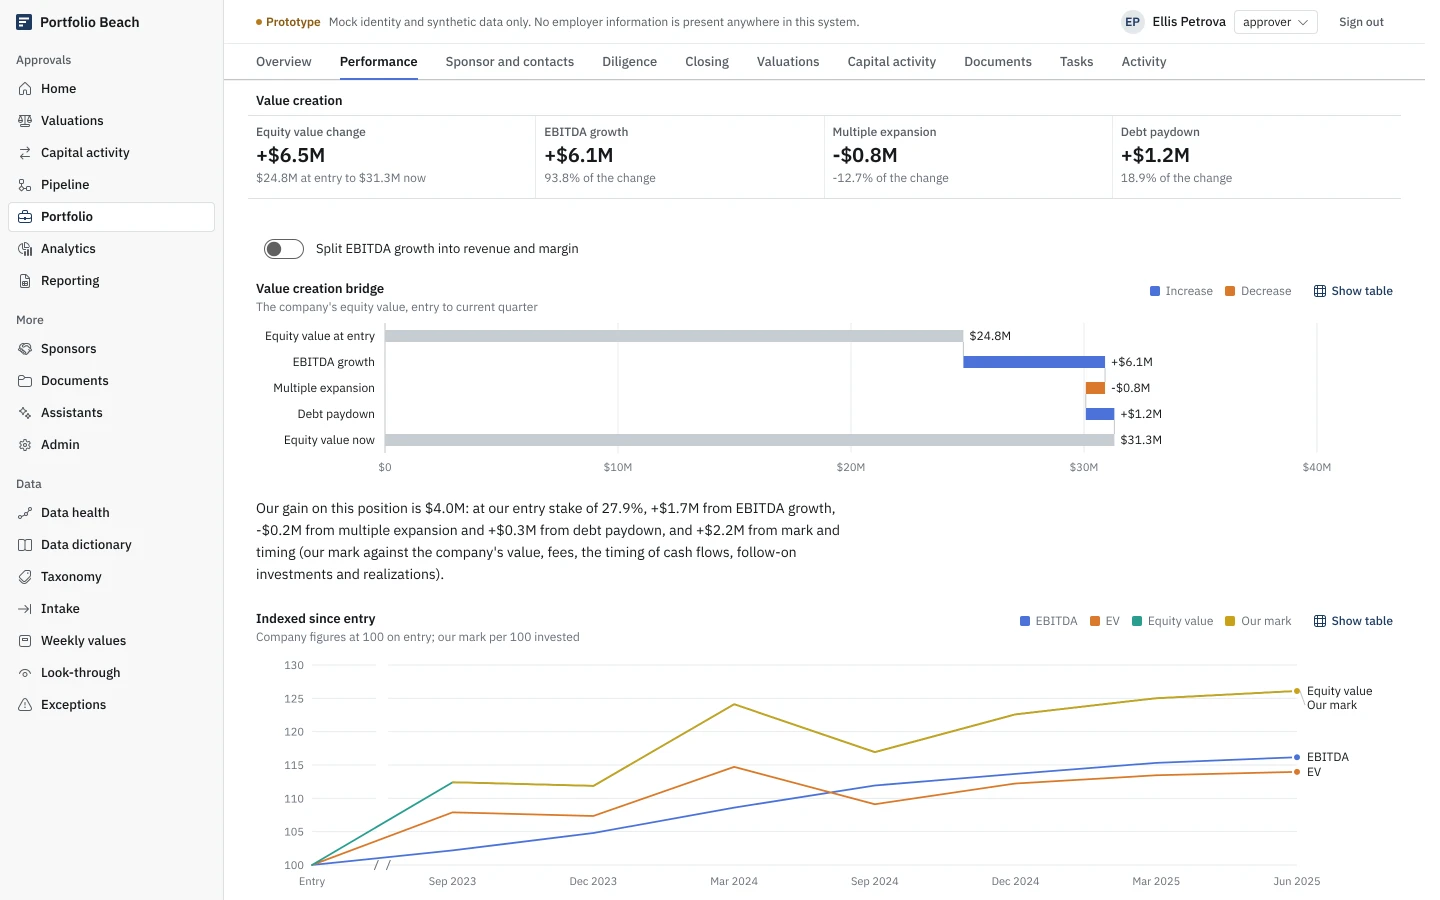 Portfolio Beach
Approvals
Home
Valuations
Capital activity
Pipeline
Portfolio
Analytics
Reporting
More
Sponsors
Documents
Assistants
Admin
Data
Data health
Data dictionary
Taxonomy
Intake
Weekly values
Look-through
Exceptions
Prototype Mock identity and synthetic data only. No employer information is present anywhere in this system.
EP Ellis Petrova approver Sign out
Overview Performance Sponsor and contacts Diligence Closing Valuations Capital activity Documents Tasks Activity
Value creation
Equity value change
+$6.5M
$24.8M at entry to $31.3M now
EBITDA growth
+$6.1M
93.8% of the change
Multiple expansion
-$0.8M
-12.7% of the change
Debt paydown
+$1.2M
18.9% of the change
Split EBITDA growth into revenue and margin
Value creation bridge
The company's equity value, entry to current quarter
Increase Decrease Show table
Equity value at entry $24.8M
EBITDA growth +$6.1M
Multiple expansion -$0.8M
Debt paydown +$1.2M
Equity value now $31.3M
$0 $10M $20M $30M $40M
Our gain on this position is $4.0M: at our entry stake of 27.9%, +$1.7M from EBITDA growth,
-$0.2M from multiple expansion and +$0.3M from debt paydown, and +$2.2M from mark and
timing (our mark against the company's value, fees, the timing of cash flows, follow-on
investments and realizations).
Indexed since entry
Company figures at 100 on entry; our mark per 100 invested
EBITDA EV Equity value Our mark Show table
130
125
120
115
110
105
100
Equity value
Our mark
EBITDA
EV
Entry Sep 2023 Dec 2023 Mar 2024 Sep 2024 Dec 2024 Mar 2025 Jun 2025